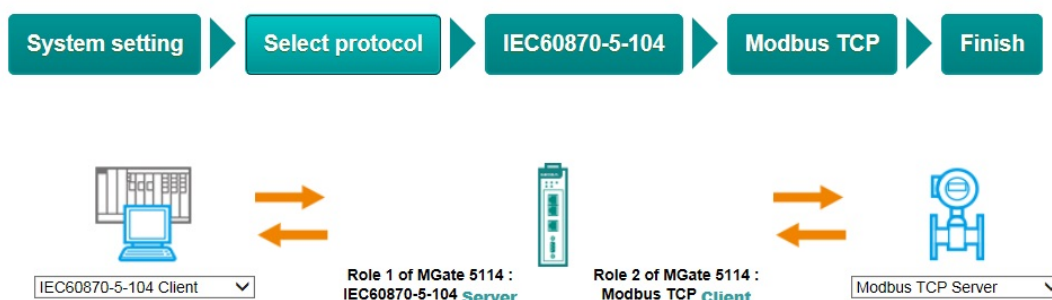 System setting
Select protocol
IEC60870-5-104
Modbus TCP
Finish
Role 1 of MGate 5114 :
IEC60870-5-104 Server
Role 2 of MGate 5114 :
Modbus TCP Client
IEC60870-5-104 Client
Modbus TCP Server